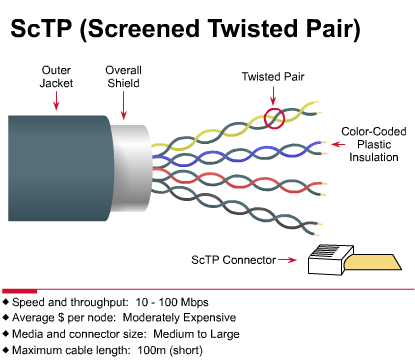 ScTP (Screened Twisted Pair)
Outer
Jacket
Overall
Shield
Twisted Pair
Color-Coded
Plastic
Insulation
ScTP Connector
◆ Speed and throughput: 10 - 100 Mbps
◆ Average $ per node: Moderately Expensive
◆ Media and connector size: Medium to Large
◆ Maximum cable length: 100m (short)